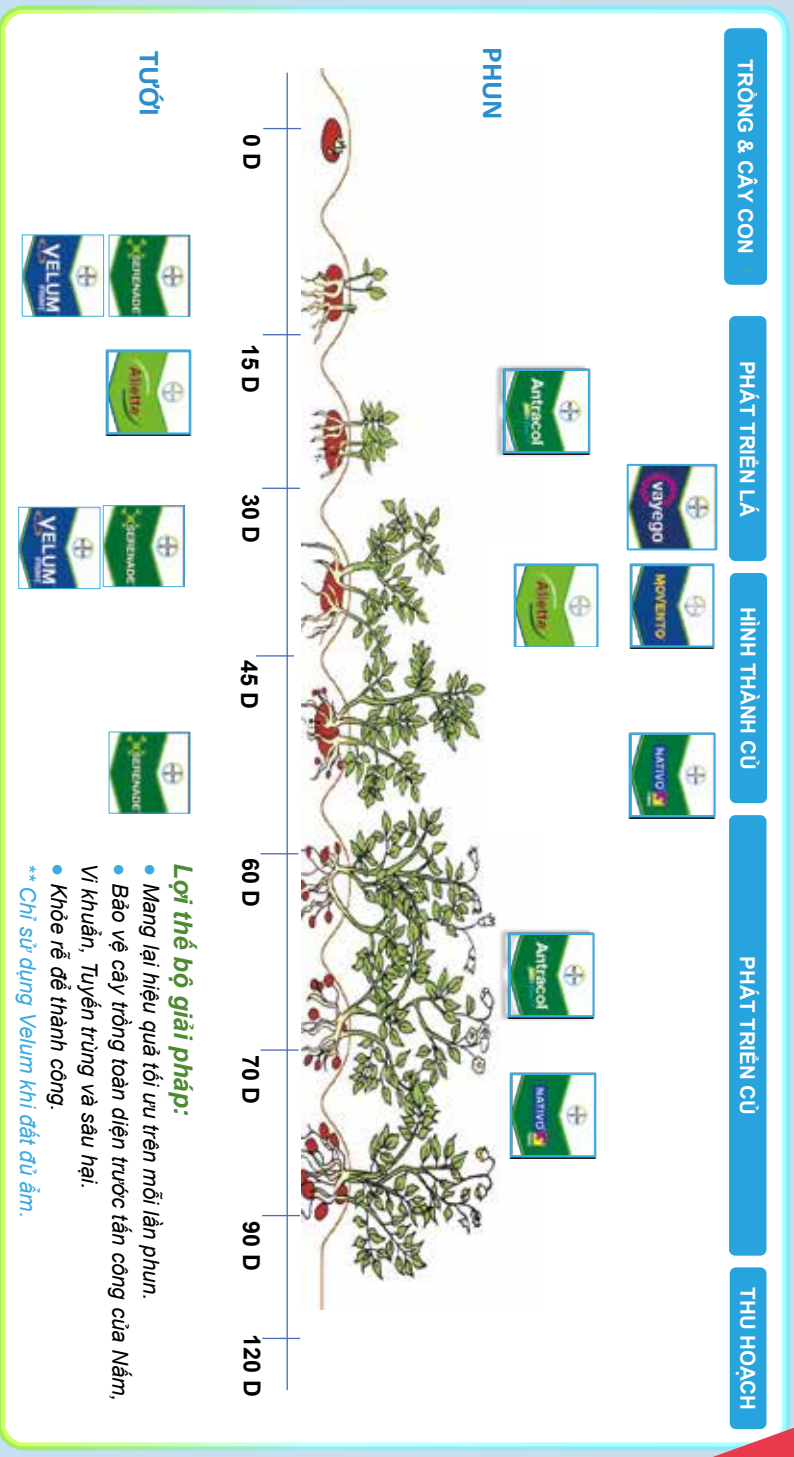 TRỒNG & CÂY CON
PHÁT TRIỂN LÁ
HÌNH THÀNH CỦ
PHÁT TRIỂN CỦ
THU HOẠCH
PHUN
vayego
MOVENTO
NATIVO
Antracol
Aliette
Antracol
NATIVO
0 D
15 D
30 D
45 D
60 D
70 D
90 D
120 D
TƯỚI
SERENADE
Aliette
SERENADE
SERENADE
VELUM
VELUM
Lợi thế bộ giải pháp:
• Mang lại hiệu quả tối ưu trên mỗi lần phun.
• Bảo vệ cây trồng toàn diện trước tấn công của Nấm,
Vi khuẩn, Tuyến trùng và sâu hại.
• Khỏe rễ để thành công.
** Chỉ sử dụng Velum khi đất đủ ẩm.